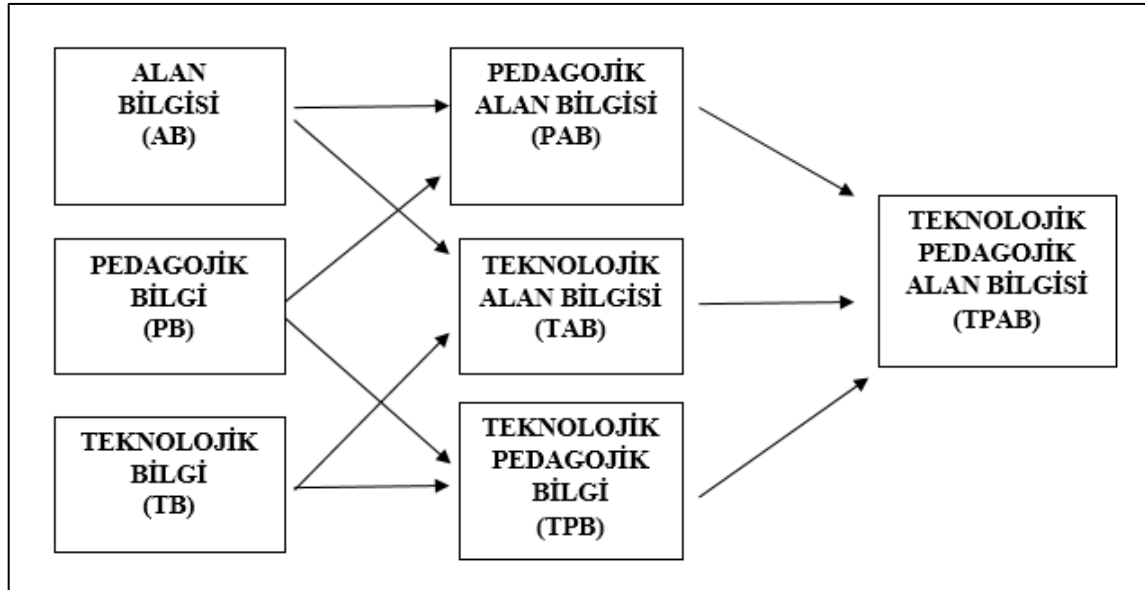 ALAN
BİLGİSİ
(AB)
PEDAGOJİK
BİLGİ
(PB)
TEKNOLOJİK
BİLGİ
(TB)
PEDAGOJİK
ALAN BİLGİSİ
(PAB)
TEKNOLOJİK
ALAN BİLGİSİ
(TAB)
TEKNOLOJİK
PEDAGOJİK
BİLGİ
(TPB)
TEKNOLOJİK
PEDAGOJİK
ALAN BİLGİSİ
(TPAB)